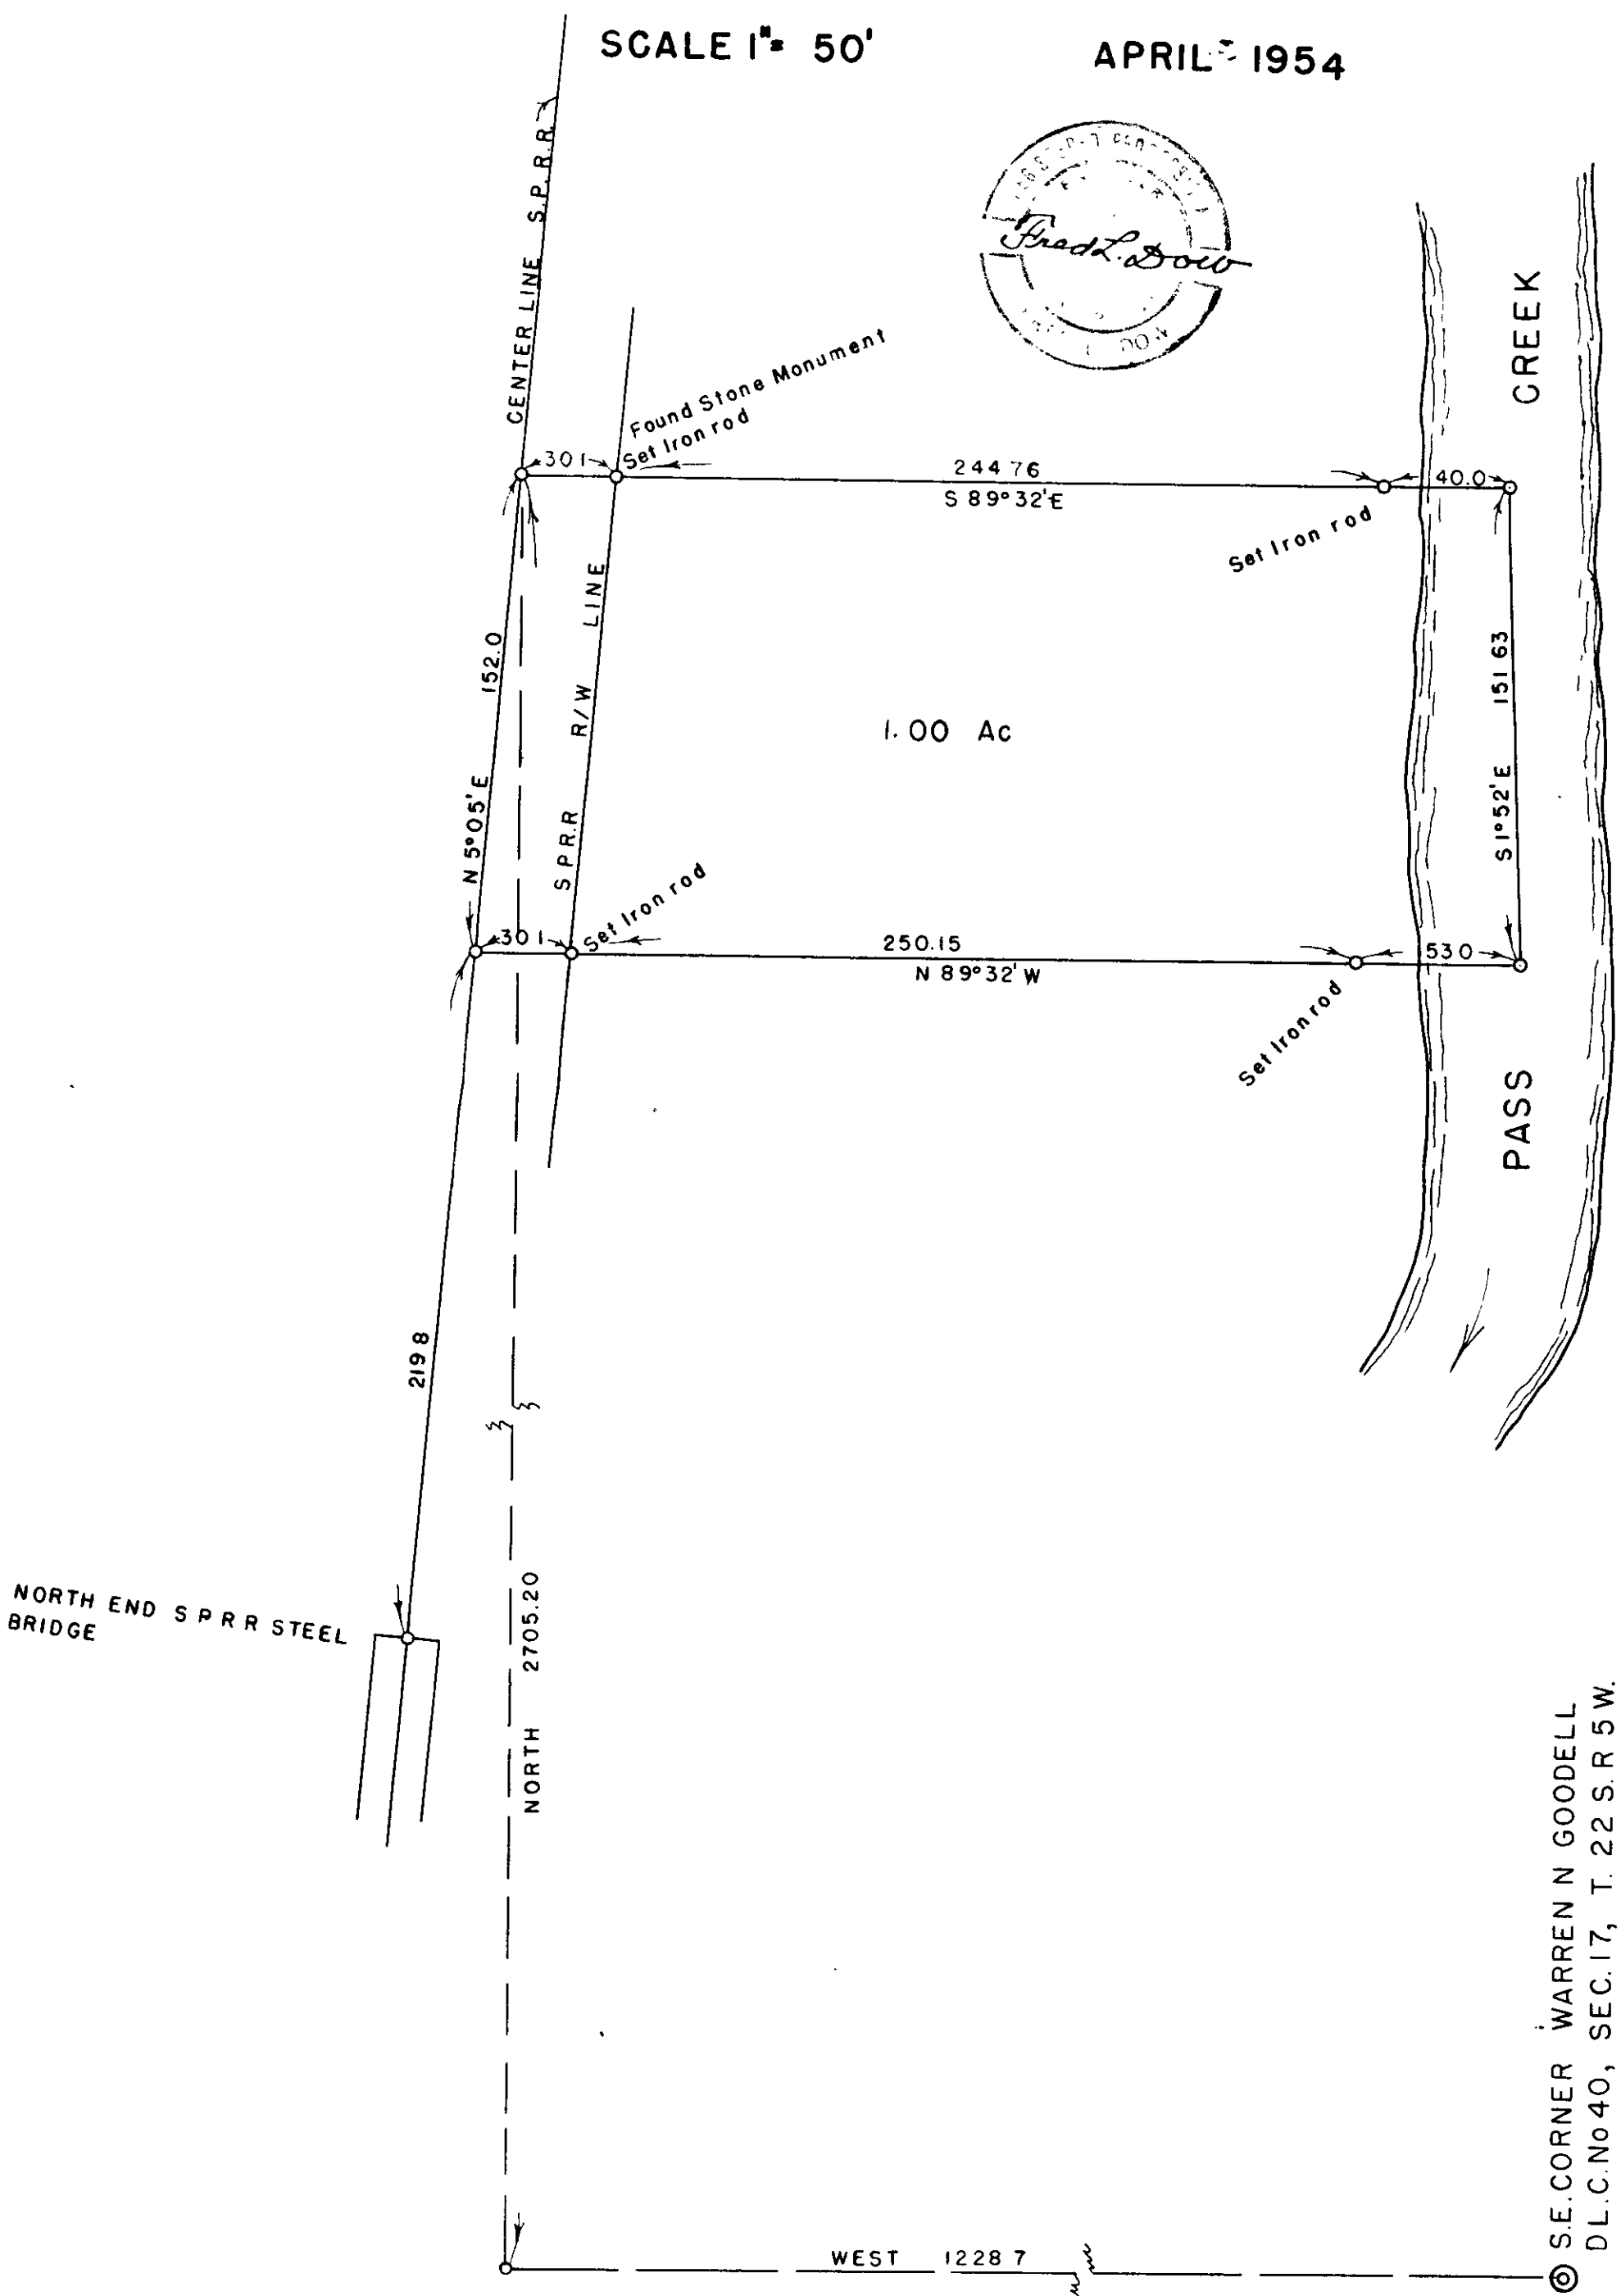 SCALE 1"= 50'
APRIL - 1954
Fred L. Dow
CENTER LINE S.P.R.R.
Found Stone Monument
Set Iron rod
30 1
244 76
S 89°32'E
40.0
Set Iron rod
CREEK
N 5°05' E 152.0
S P R.R R/W LINE
1.00 Ac
S 1°52' E 151 63
30 1
Set Iron rod
250.15
N 89°32' W
53 0
Set Iron rod
PASS
219 8
NORTH END S P R R STEEL
BRIDGE
NORTH 2705.20
WEST 1228 7
S.E. CORNER WARREN N GOODELL
D L.C. No 40, SEC. 17, T. 22 S. R 5 W.